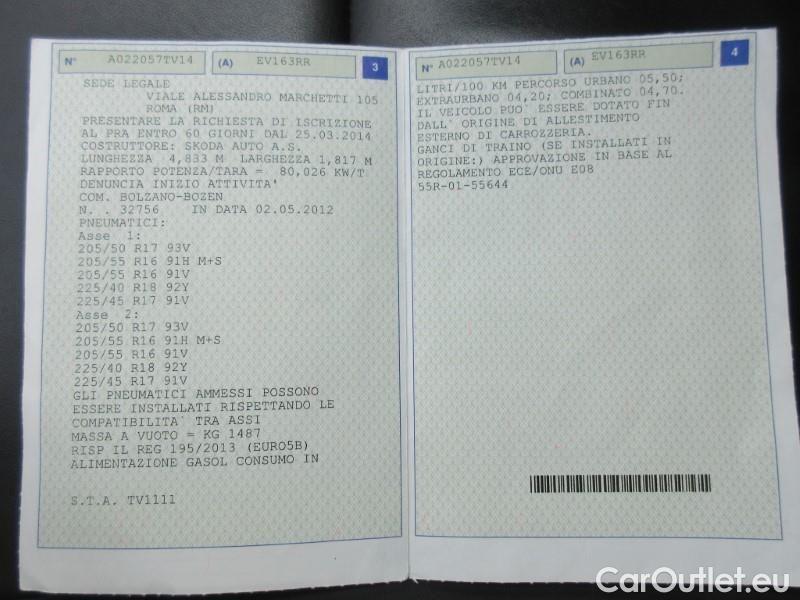 N° A022057TV14 (A) EV163RR 3
SEDE LEGALE
VIALE ALESSANDRO MARCHETTI 105
ROMA (RM)
PRESENTARE LA RICHIESTA DI ISCRIZIONE
AL PRA ENTRO 60 GIORNI DAL 25.03.2014
COSTRUTTORE: SKODA AUTO A.S.
LUNGHEZZA 4,833 M LARGHEZZA 1,817 M
RAPPORTO POTENZA/TARA = 80,026 KW/T
DENUNCIA INIZIO ATTIVITA'
COM. BOLZANO-BOZEN
N. . 32756 IN DATA 02.05.2012
PNEUMATICI:
Asse 1:
205/50 R17 93V
205/55 R16 91H M+S
205/55 R16 91V
225/40 R18 92Y
225/45 R17 91V
Asse 2:
205/50 R17 93V
205/55 R16 91H M+S
205/55 R16 91V
225/40 R18 92Y
225/45 R17 91V
GLI PNEUMATICI AMMESSI POSSONO
ESSERE INSTALLATI RISPETTANDO LE
COMPATIBILITA` TRA ASSI
MASSA A VUOTO = KG 1487
RISP IL REG 195/2013 (EURO5B)
ALIMENTAZIONE GASOL CONSUMO IN
S.T.A. TV1111
N° A022057TV14 (A) EV163RR 4
LITRI/100 KM PERCORSO URBANO 05,50;
EXTRAURBANO 04,20; COMBINATO 04,70.
IL VEICOLO PUO` ESSERE DOTATO FIN
DALL` ORIGINE DI ALLESTIMENTO
ESTERNO DI CARROZZERIA.
GANCI DI TRAINO (SE INSTALLATI IN
ORIGINE:) APPROVAZIONE IN BASE AL
REGOLAMENTO ECE/ONU E08
55R-01-55644
CarOutlet.eu